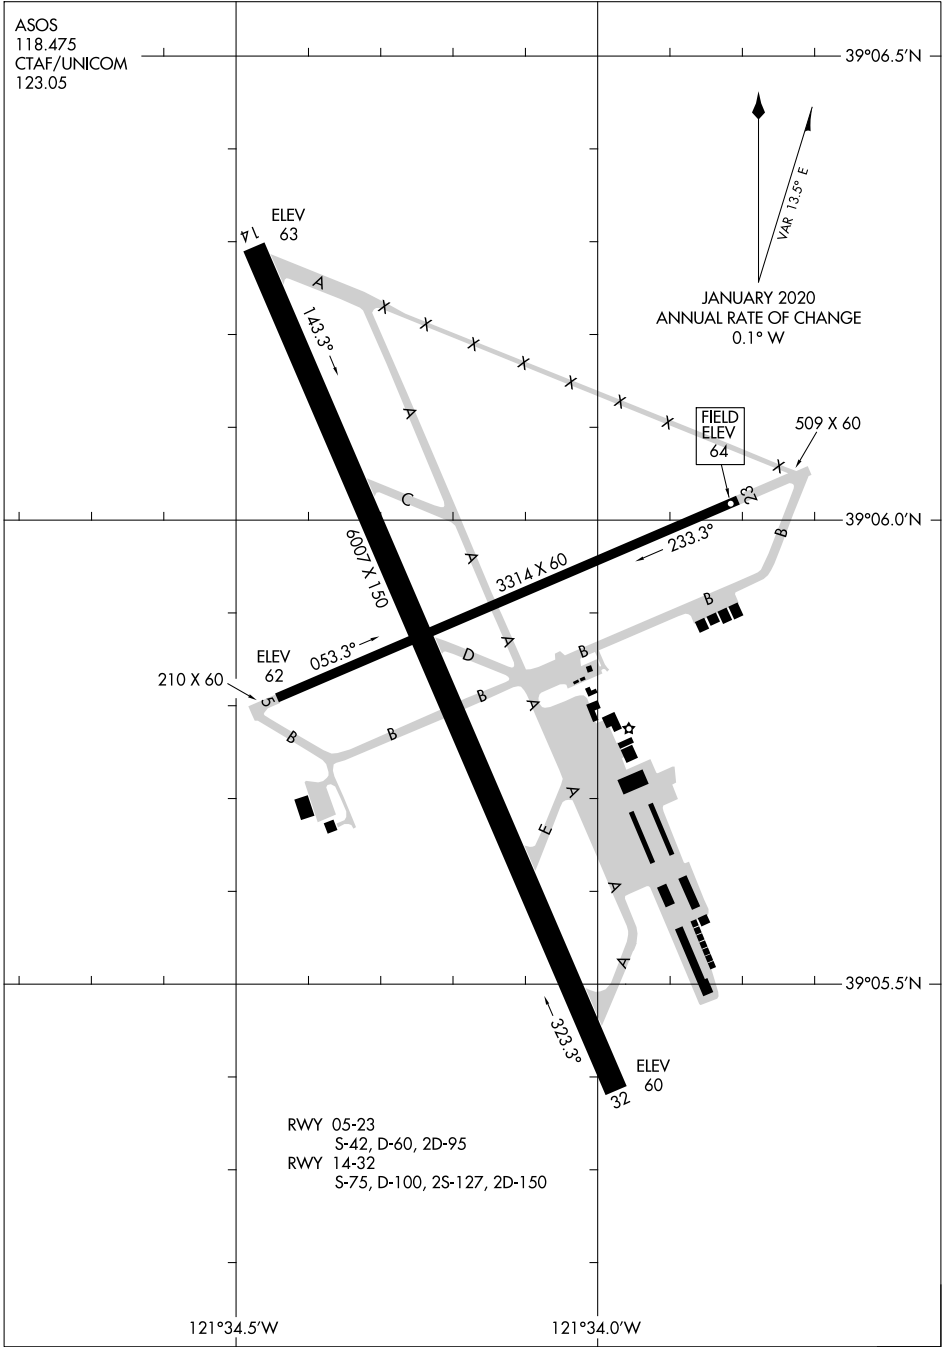 ASOS
118.475
CTAF/UNICOM
123.05
39°06.5'N
VAR 13.5° E
JANUARY 2020
ANNUAL RATE OF CHANGE
0.1° W
14
ELEV
63
A
X
X
X
X
X
X
X
X
143.3°
A
FIELD
ELEV
64
509 X 60
23
C
39°06.0'N
6007 X 150
A
3314 X 60
233.3°
B
B
A
D
B
053.3°
ELEV
62
210 X 60
5
B
B
B
A
A
E
A
A
39°05.5'N
323.3°
ELEV
60
32
RWY 05-23
S-42, D-60, 2D-95
RWY 14-32
S-75, D-100, 2S-127, 2D-150
121°34.5'W
121°34.0'W